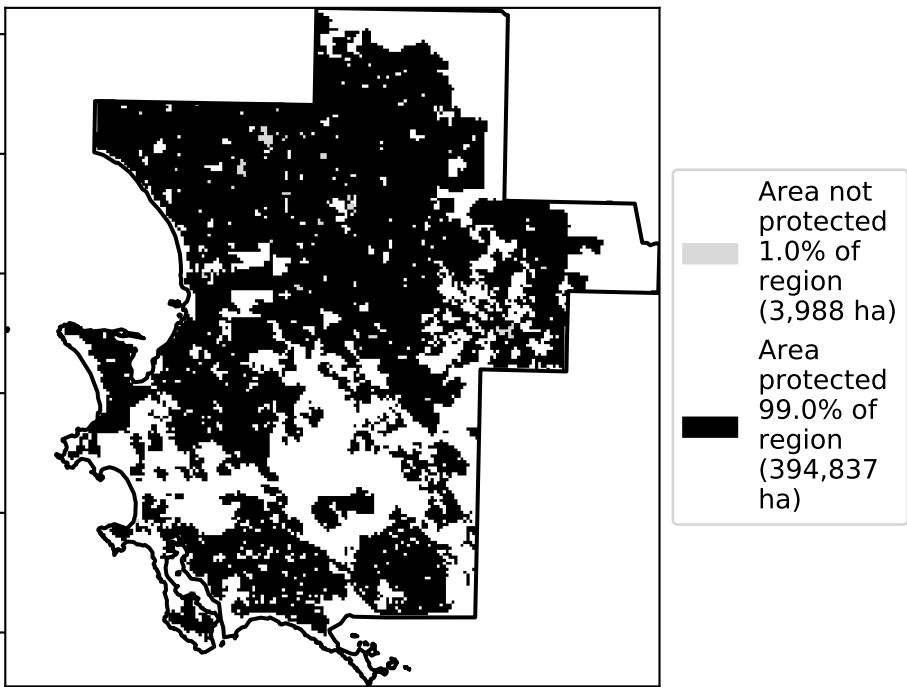 Area not
protected
1.0% of
region
(3,988 ha)
Area
protected
99.0% of
region
(394,837
ha)